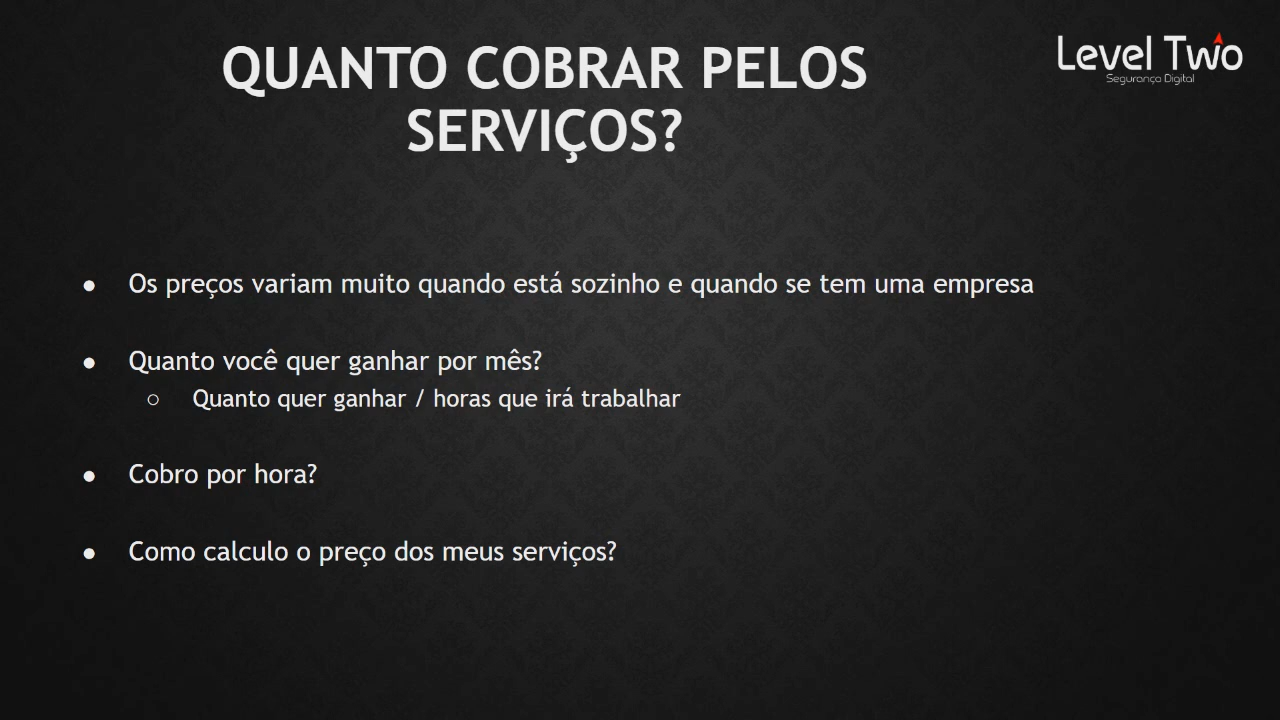 QUANTO COBRAR PELOS
SERVIÇOS?
Level Two
Segurança Digital
● Os preços variam muito quando está sozinho e quando se tem uma empresa
● Quanto você quer ganhar por mês?
○ Quanto quer ganhar / horas que irá trabalhar
● Cobro por hora?
● Como calculo o preço dos meus serviços?